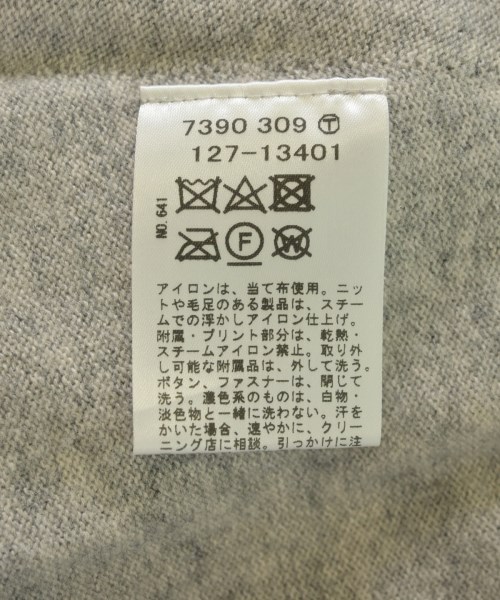 7390 309 Ⓣ
127-13401
NO.641
F
W
アイロンは、当て布使用。ニッ
トや毛足のある製品は、スチー
ムでの浮かしアイロン仕上げ。
附属・プリント部分は、乾熱・
スチームアイロン禁止。取り外
し可能な附属品は、外して洗う。
ボタン、ファスナーは、閉じて
洗う。濃色系のものは、白物・
淡色物と一緒に洗わない。汗を
かいた場合、速やかに、クリー
ニング店に相談。引っかけに注